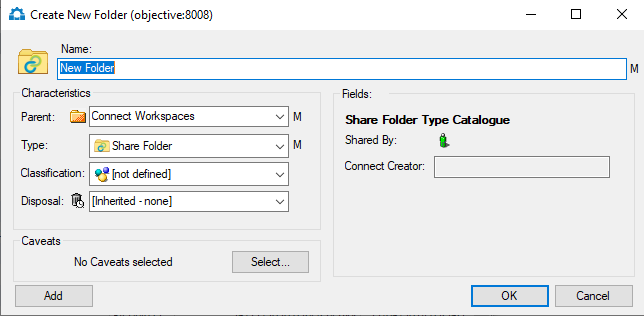 Create New Folder (objective:8008)
Name:
New Folder M
Characteristics
Parent: Connect Workspaces M
Type: Share Folder M
Classification: [not defined]
Disposal: [Inherited - none]
Caveats
No Caveats selected Select...
Fields:
Share Folder Type Catalogue
Shared By:
Connect Creator:
Add OK Cancel